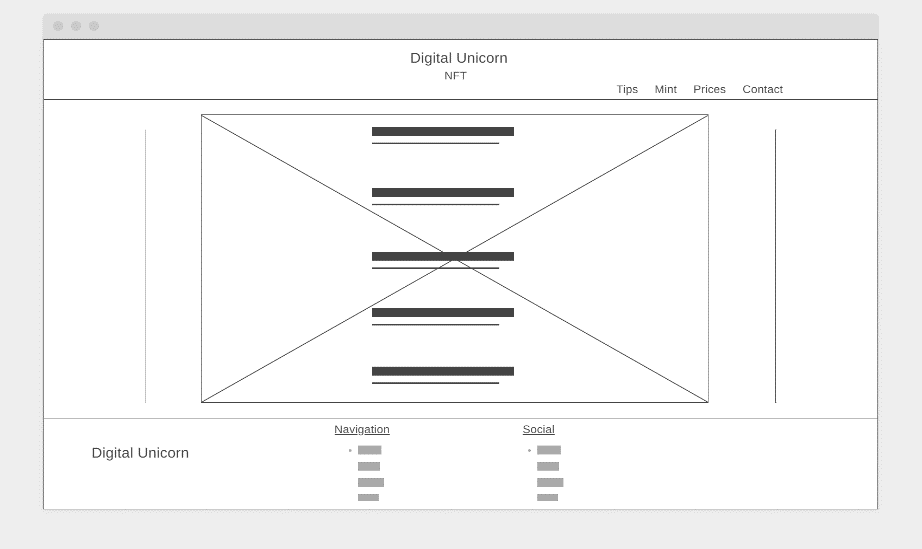 Digital Unicorn
NFT
Tips Mint Prices Contact
Navigation
Social
Digital Unicorn